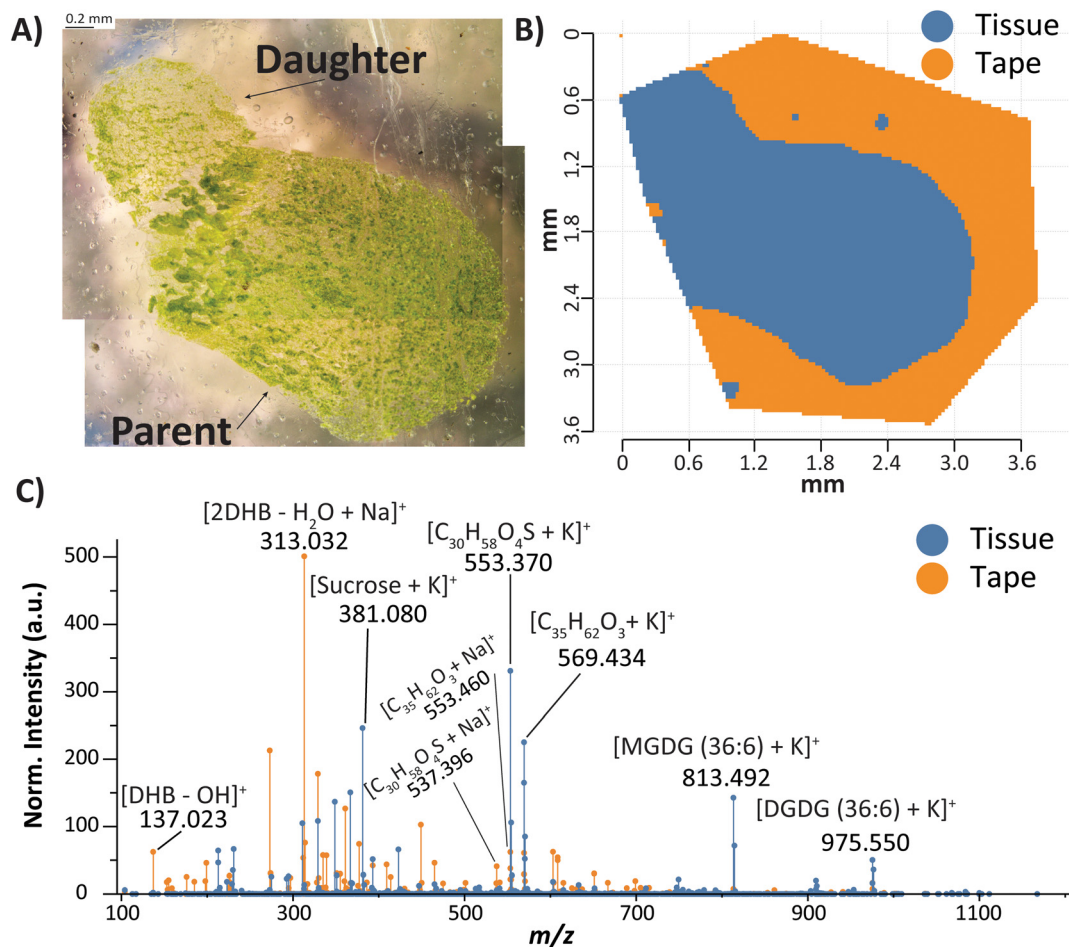 A)
0.2 mm
Daughter
Parent
B)
Tissue
Tape
0
0.6
1.2
1.8
2.4
3.0
3.6
mm
0 0.6 1.2 1.8 2.4 3.0 3.6
mm
C)
Tissue
Tape
[2DHB - H₂O + Na]⁺
313.032
[Sucrose + K]⁺
381.080
[C₃₀H₅₈O₄S + K]⁺
553.370
[C₃₅H₆₂O₃+ K]⁺
569.434
[C₃₅H₆₂O₃+ Na]⁺
553.460
[C₃₀H₅₈O₄S + Na]⁺
537.396
[DHB - OH]⁺
137.023
[MGDG (36:6) + K]⁺
813.492
[DGDG (36:6) + K]⁺
975.550
Norm. Intensity (a.u.)
500
400
300
200
100
0
100 300 500 700 900 1100
m/z